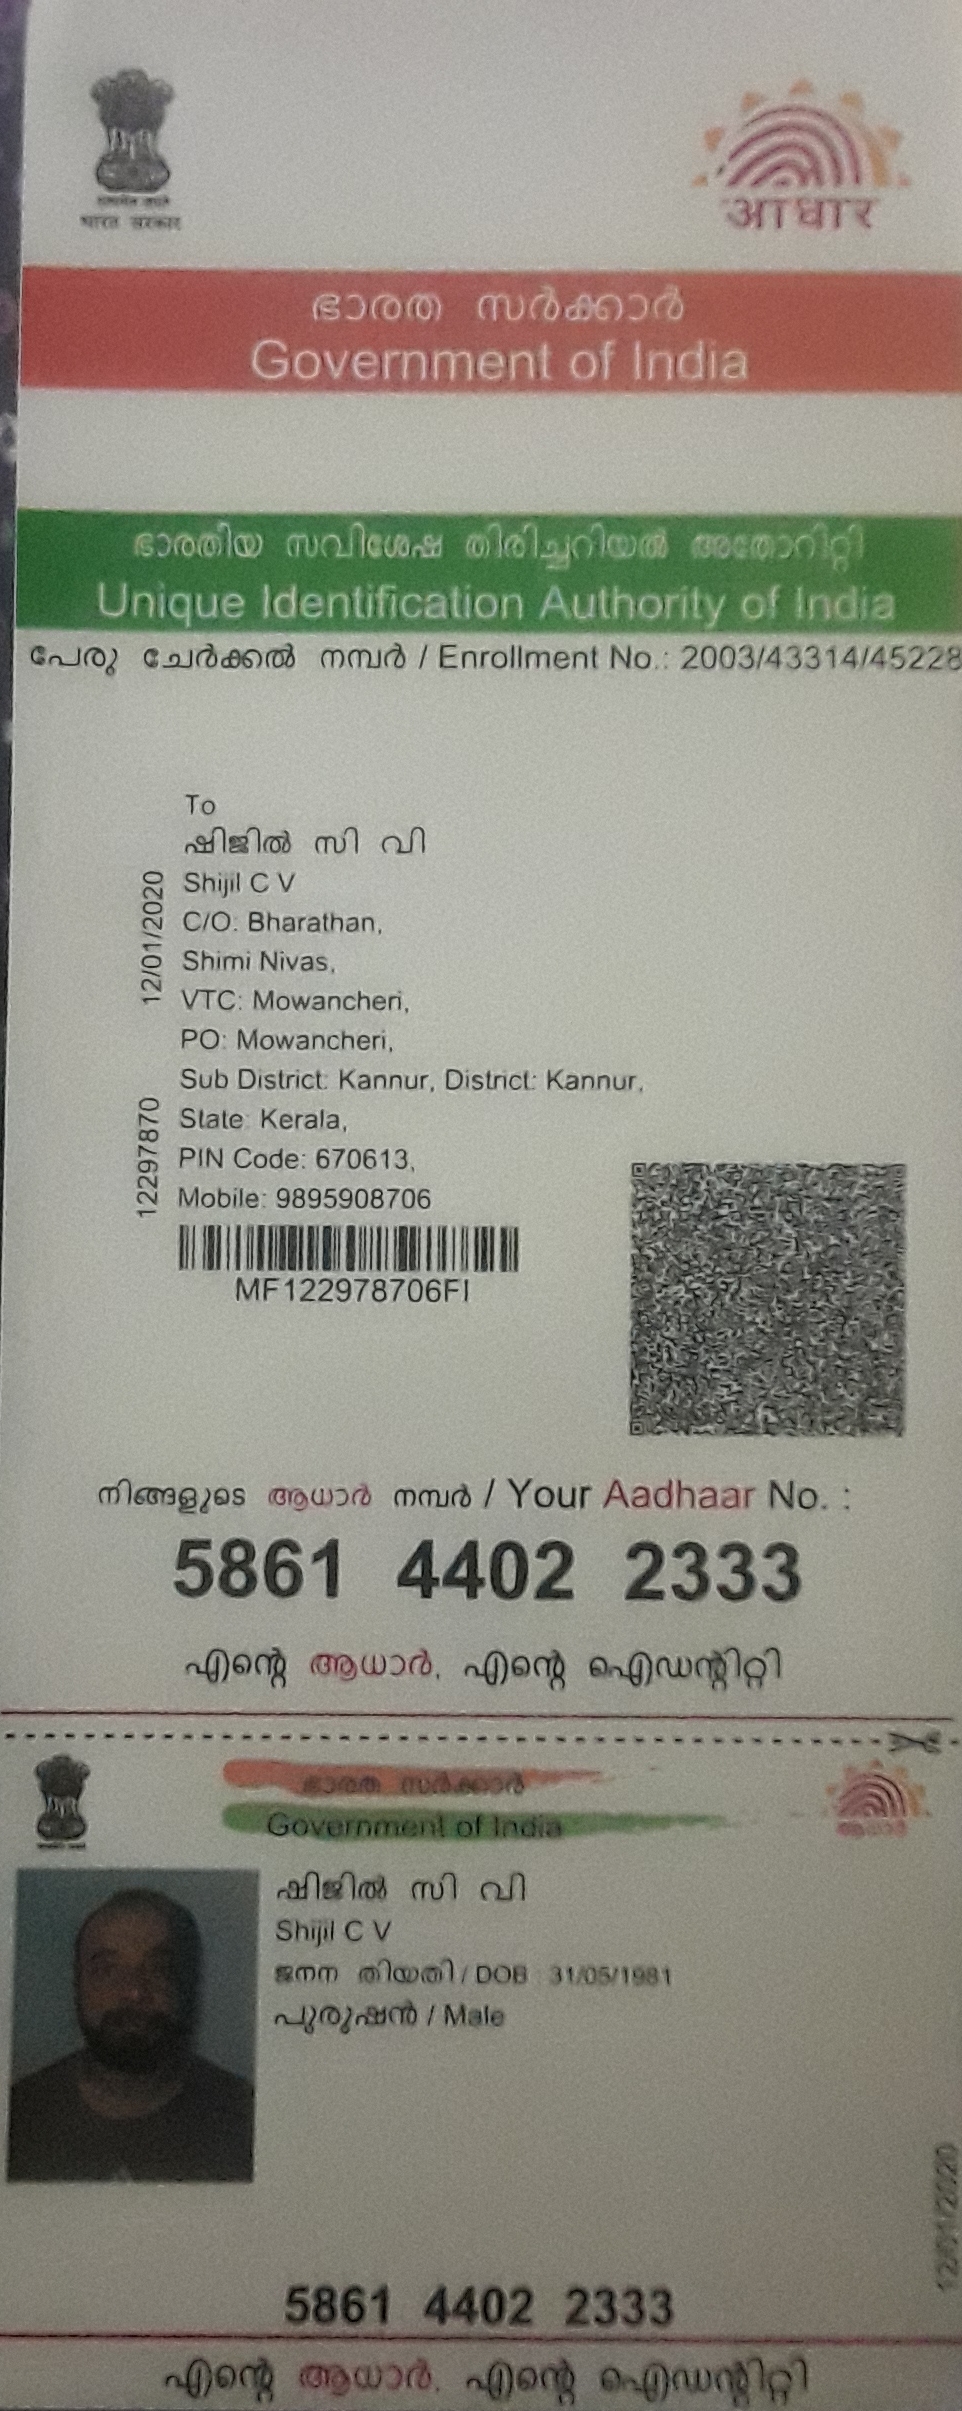 भारत सरकार
आधार
ഭാരത സർക്കാർ
Government of India
ഭാരതീയ സവിശേഷ തിരിച്ചറിയൽ അതോറിറ്റി
Unique Identification Authority of India
പേരു ചേർക്കൽ നമ്പർ / Enrollment No.: 2003/43314/45228
To
ഷിജിൽ സി വി
Shijil C V
C/O: Bharathan,
Shimi Nivas,
VTC: Mowancheri,
PO: Mowancheri,
Sub District: Kannur, District: Kannur,
State: Kerala,
PIN Code: 670613,
Mobile: 9895908706
12/01/2020
12297870
MF122978706FI
നിങ്ങളുടെ ആധാർ നമ്പർ / Your Aadhaar No. :
5861 4402 2333
എന്റെ ആധാർ, എന്റെ ഐഡന്റിറ്റി
ഭാരത സർക്കാർ
Government of India
ആധാർ
ഷിജിൽ സി വി
Shijil C V
ജനന തിയതി / DOB : 31/05/1981
പുരുഷൻ / Male
12/01/2020
5861 4402 2333
എന്റെ ആധാർ, എന്റെ ഐഡന്റിറ്റി